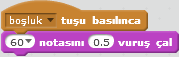 boşluk tuşu basılınca
60 notasını 0.5 vuruş çal